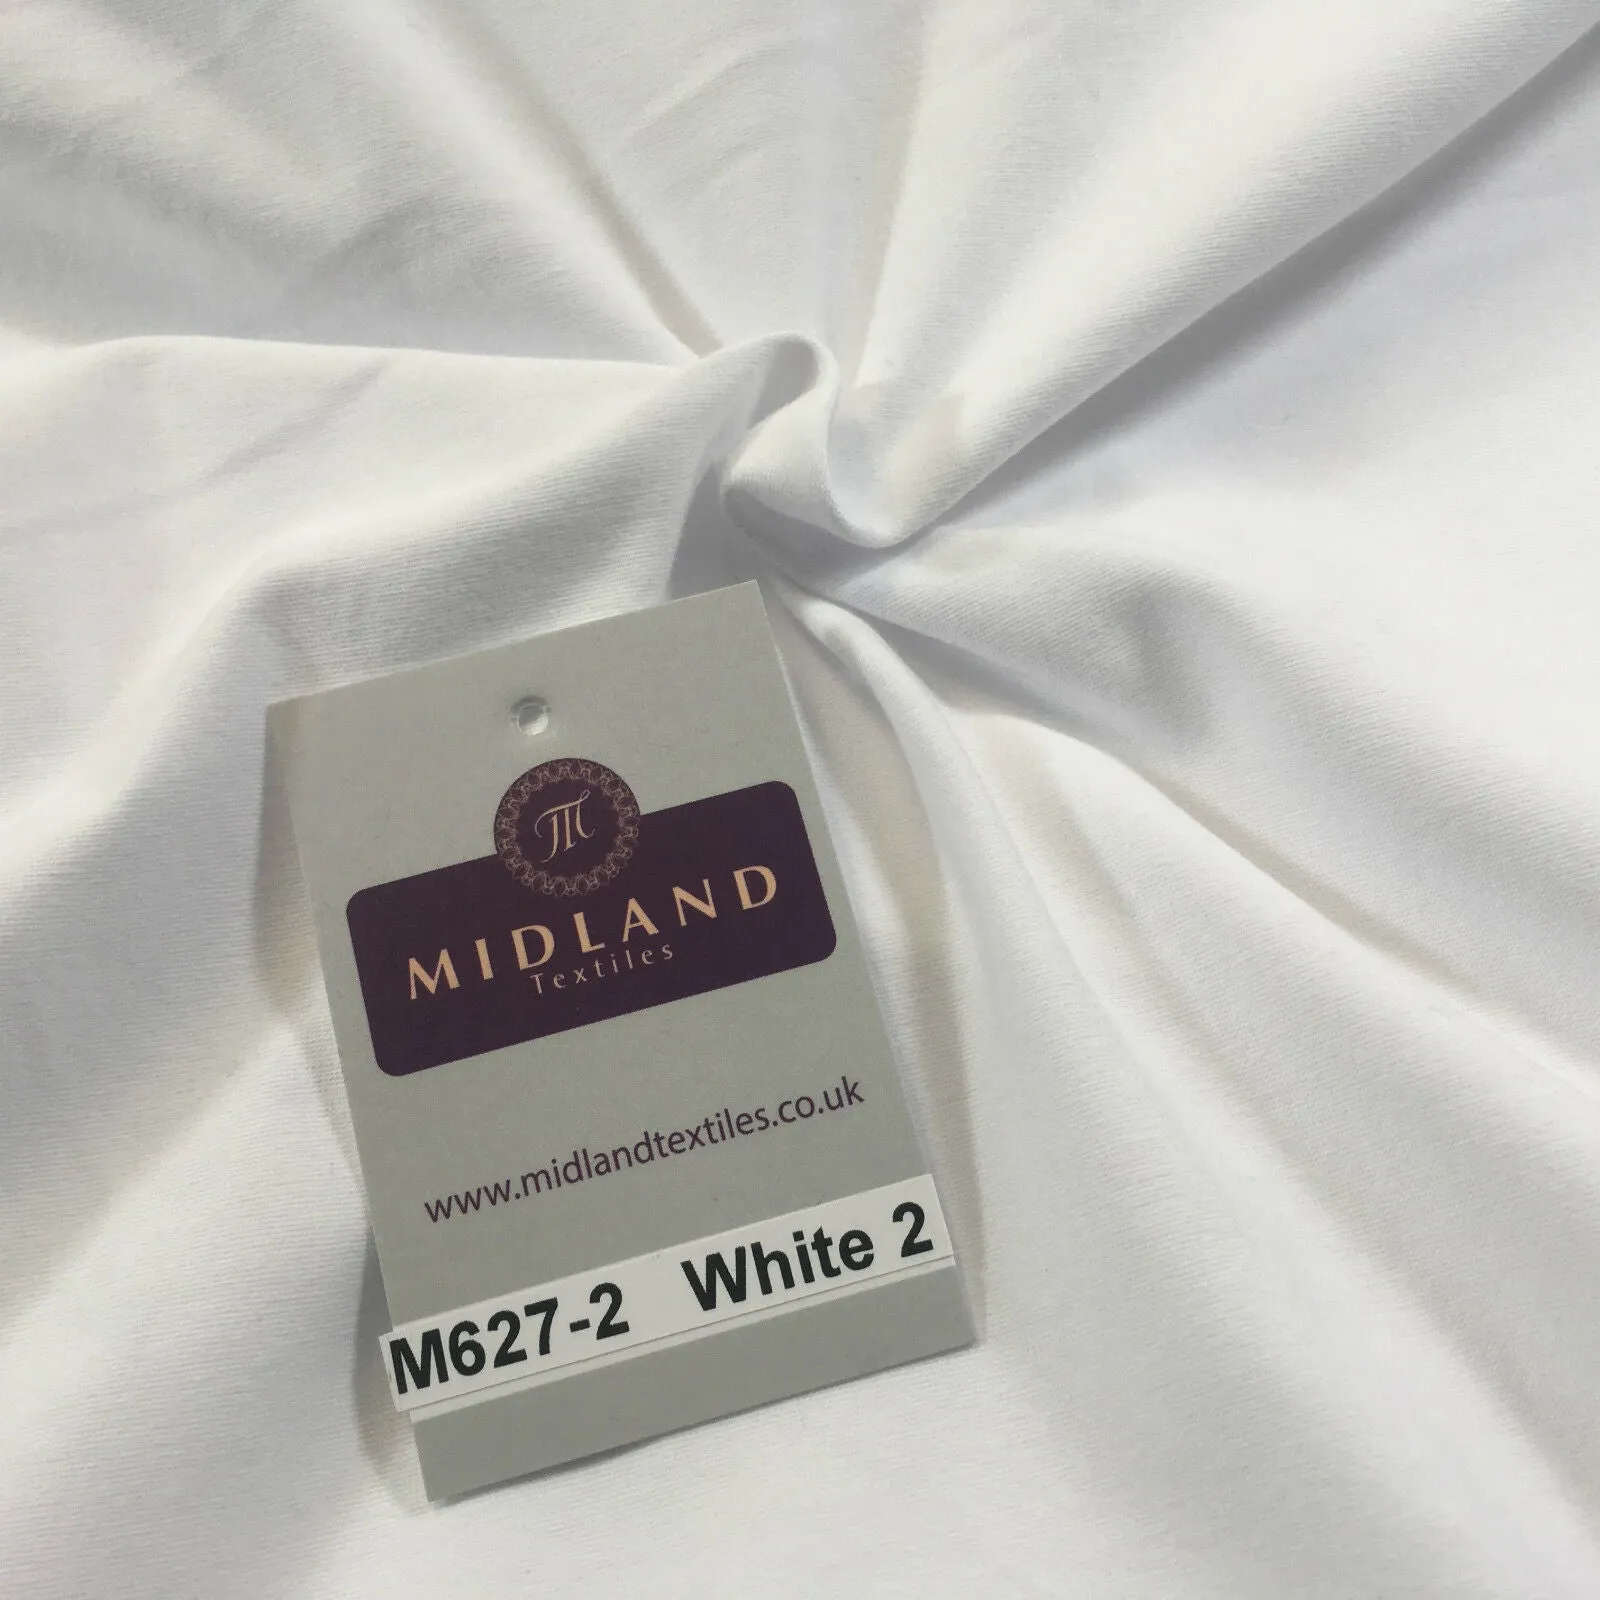 M
MIDLAND
Textiles
www.midlandtextiles.co.uk
M627-2 White 2